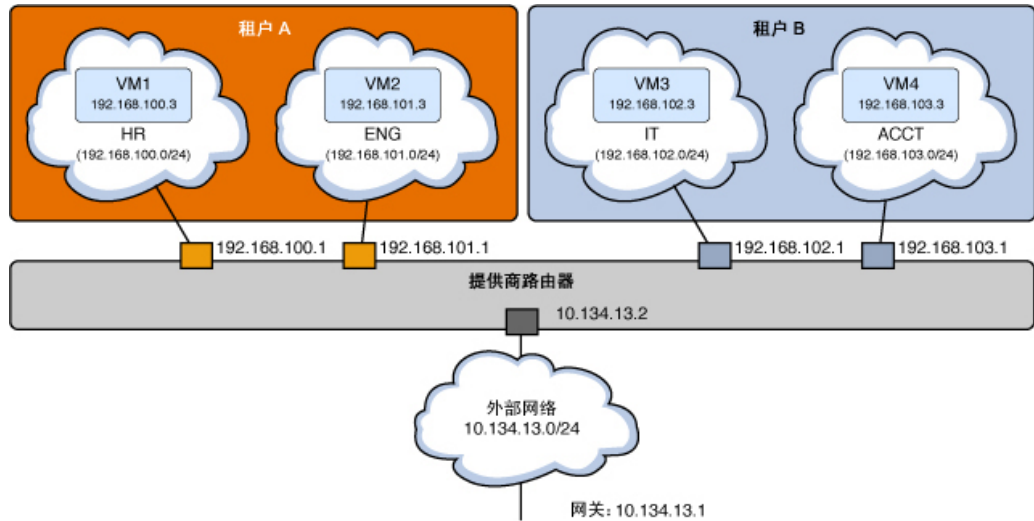 租户 A
租户 B
VM1
192.168.100.3
HR
(192.168.100.0/24)
VM2
192.168.101.3
ENG
(192.168.101.0/24)
VM3
192.168.102.3
IT
(192.168.102.0/24)
VM4
192.168.103.3
ACCT
(192.168.103.0/24)
192.168.100.1
192.168.101.1
192.168.102.1
192.168.103.1
提供商路由器
10.134.13.2
外部网络
10.134.13.0/24
网关: 10.134.13.1